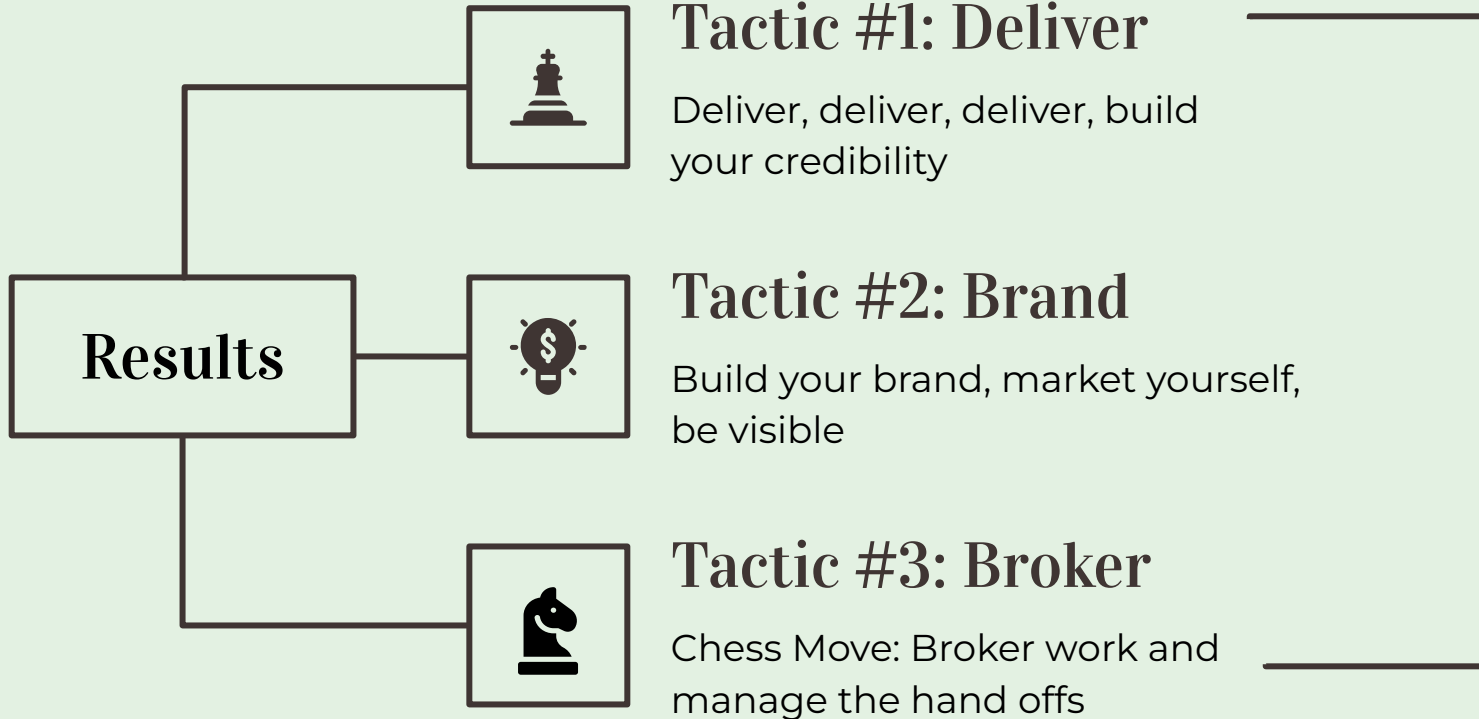 Tactic #1: Deliver
Deliver, deliver, deliver, build
your credibility
Results
Tactic #2: Brand
Build your brand, market yourself,
be visible
Tactic #3: Broker
Chess Move: Broker work and
manage the hand offs